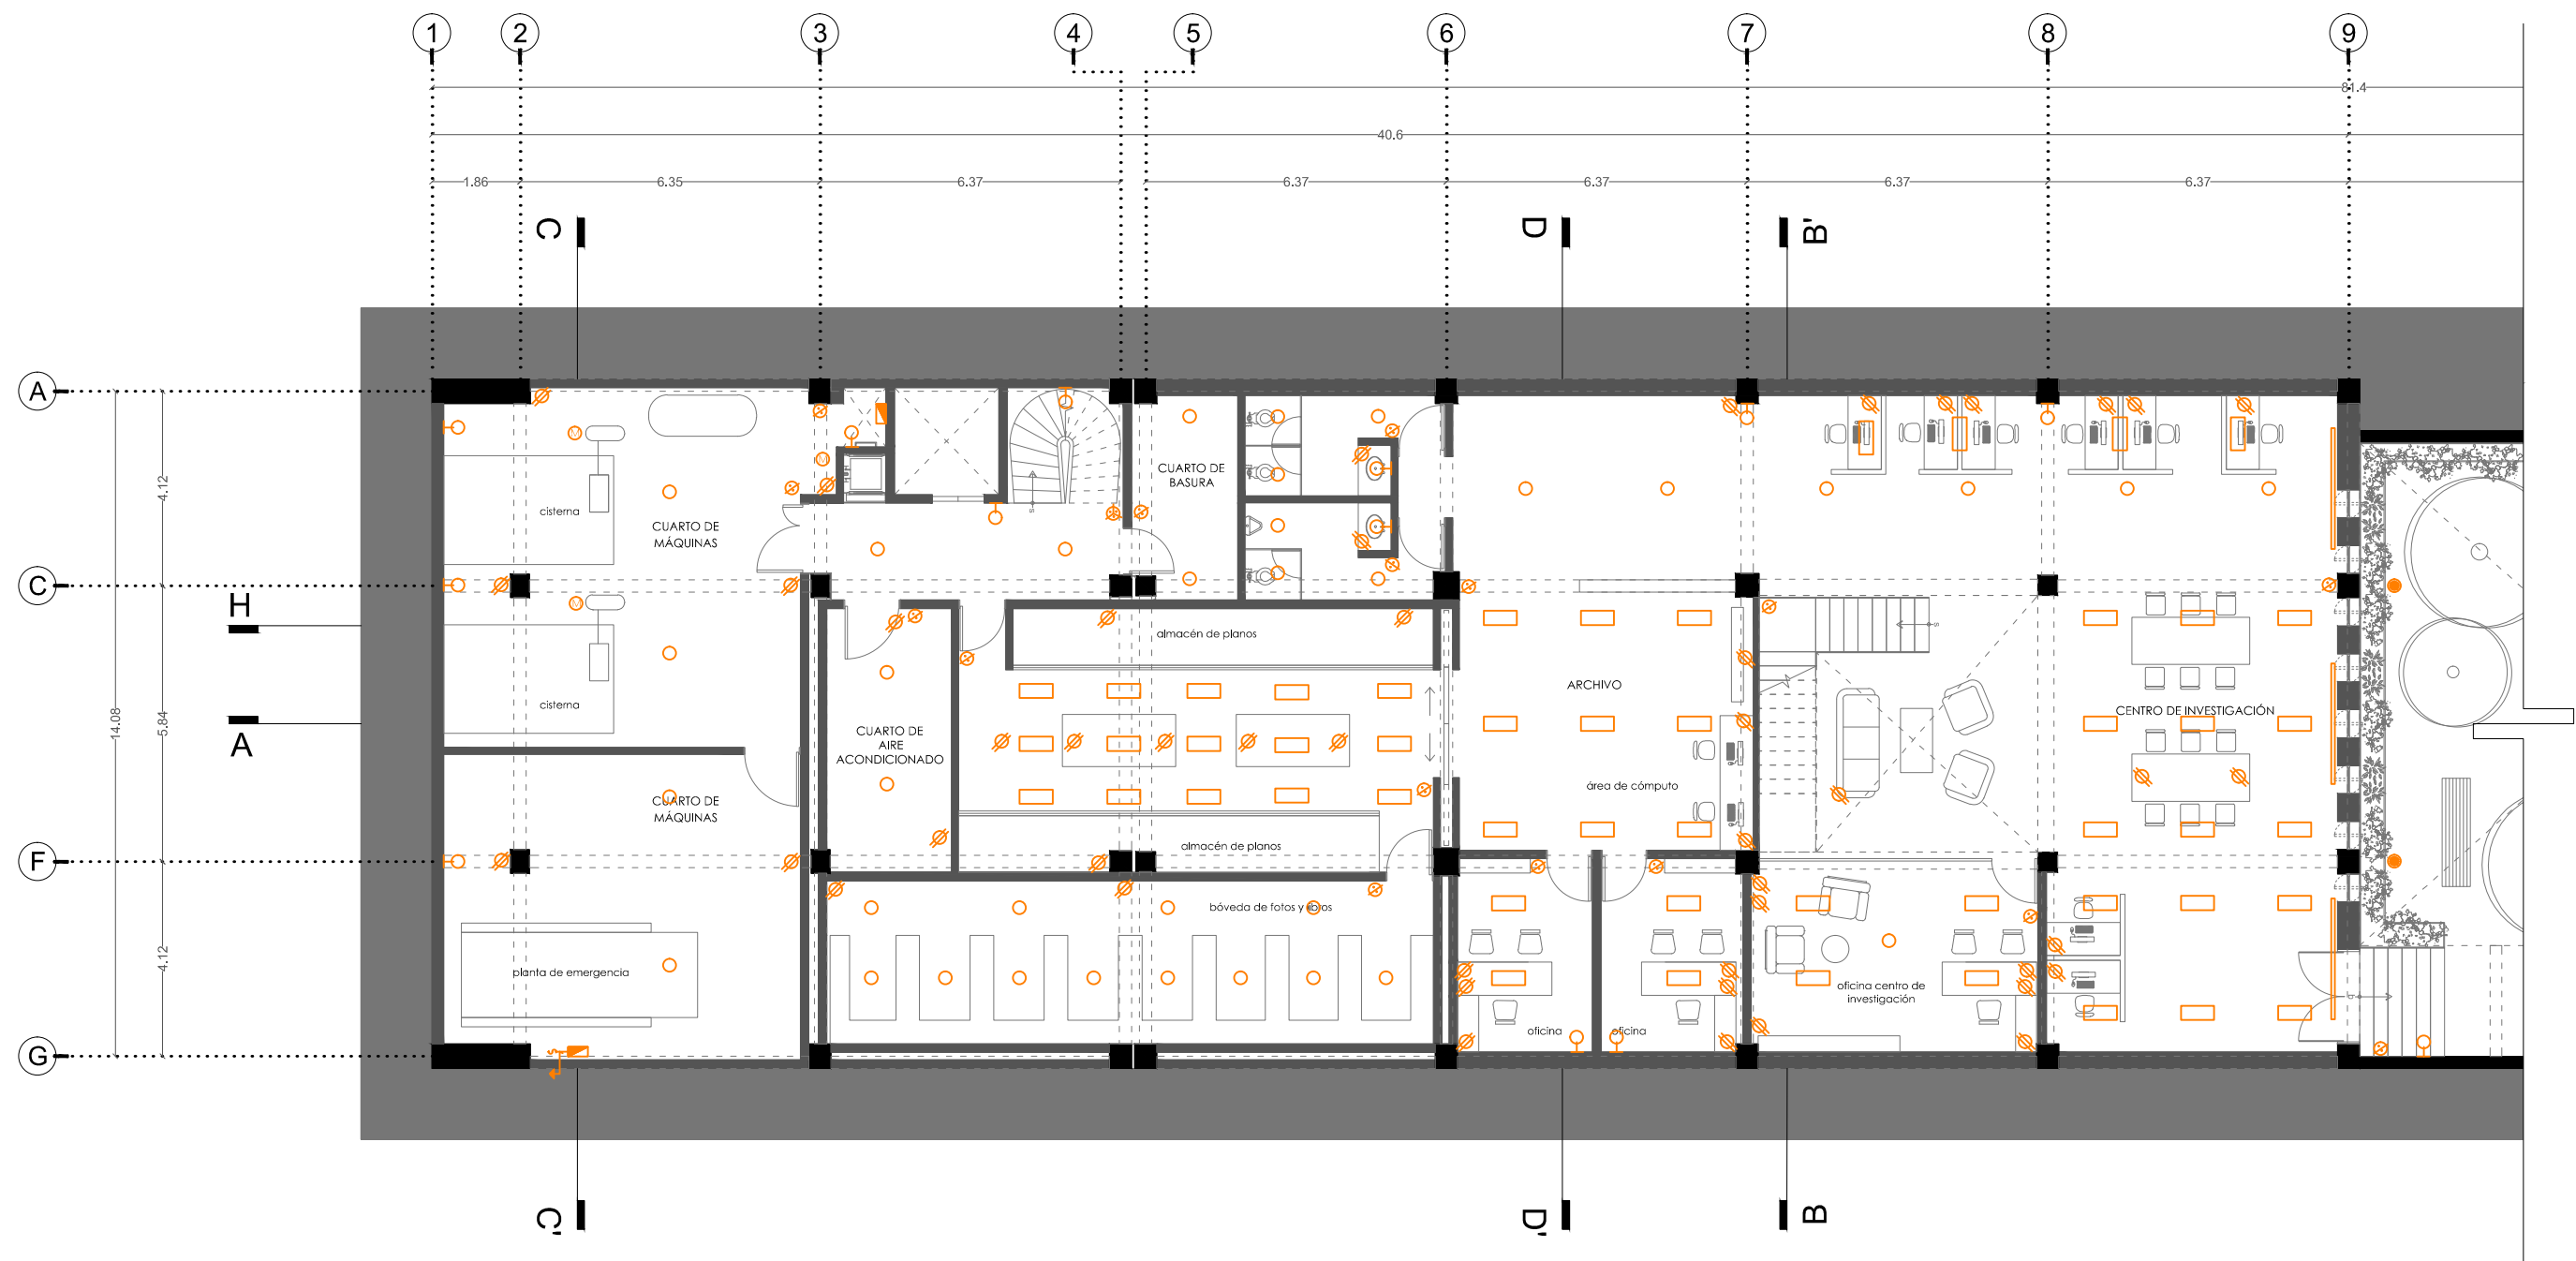 1 2 3 4 5 6 7 8 9
81.4
40.6
1.86 6.35 6.37 6.37 6.37 6.37 6.37
C D B'
A
C
F
G
4.12
5.84
4.12
14.08
H
A
cisterna
CUARTO DE
MÁQUINAS
cisterna
CUARTO DE
MÁQUINAS
planta de emergencia
M
M
M
CUARTO DE
BASURA
CUARTO DE
AIRE
ACONDICIONADO
almacén de planos
almacén de planos
bóveda de fotos y libros
ARCHIVO
área de cómputo
oficina
oficina
CENTRO DE INVESTIGACIÓN
oficina centro de
investigación
C' D' B